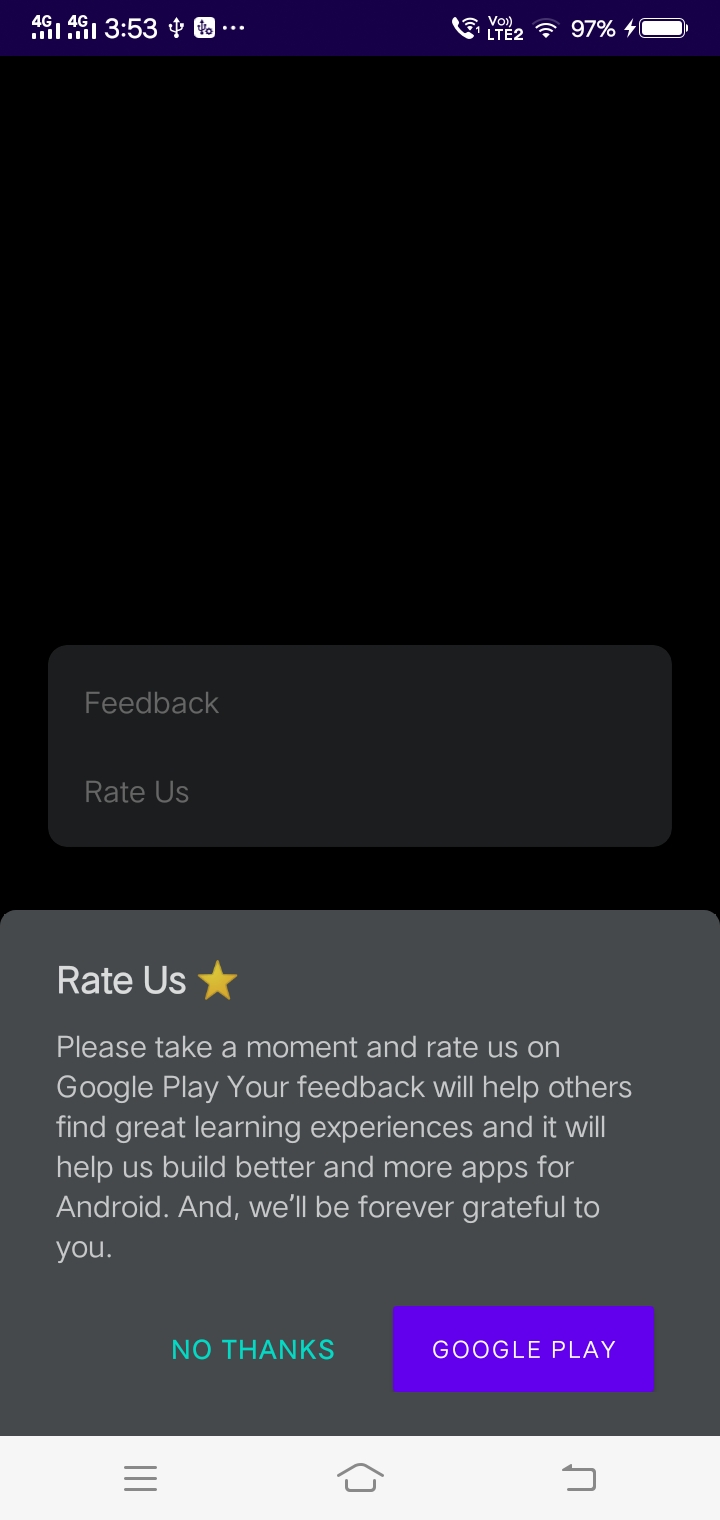 4G 4G 3:53 1 Vo)) LTE2 97%
Feedback
Rate Us
Rate Us
Please take a moment and rate us on
Google Play Your feedback will help others
find great learning experiences and it will
help us build better and more apps for
Android. And, we’ll be forever grateful to
you.
NO THANKS GOOGLE PLAY